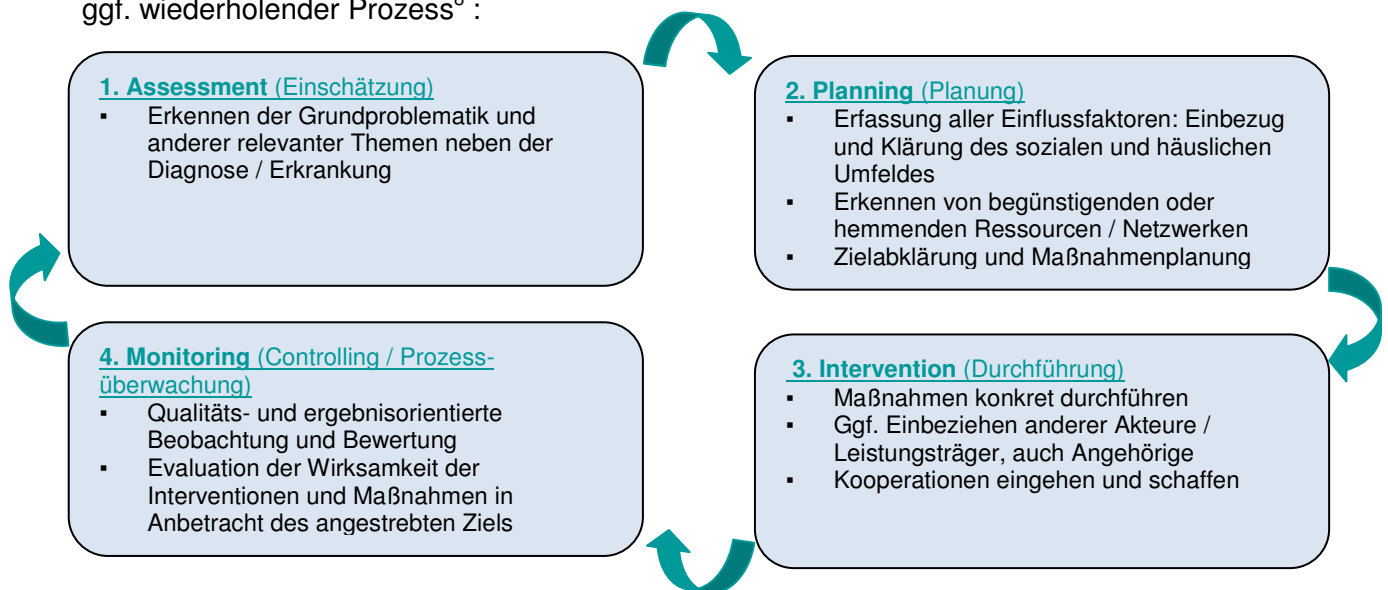 ggf. wiederholender Prozess⁸ :
1. Assessment (Einschätzung)
▪ Erkennen der Grundproblematik und
anderer relevanter Themen neben der
Diagnose / Erkrankung
2. Planning (Planung)
▪ Erfassung aller Einflussfaktoren: Einbezug
und Klärung des sozialen und häuslichen
Umfeldes
▪ Erkennen von begünstigenden oder
hemmenden Ressourcen / Netzwerken
▪ Zielabklärung und Maßnahmenplanung
3. Intervention (Durchführung)
▪ Maßnahmen konkret durchführen
▪ Ggf. Einbeziehen anderer Akteure /
Leistungsträger, auch Angehörige
▪ Kooperationen eingehen und schaffen
4. Monitoring (Controlling / Prozess-
überwachung)
▪ Qualitäts- und ergebnisorientierte
Beobachtung und Bewertung
▪ Evaluation der Wirksamkeit der
Interventionen und Maßnahmen in
Anbetracht des angestrebten Ziels